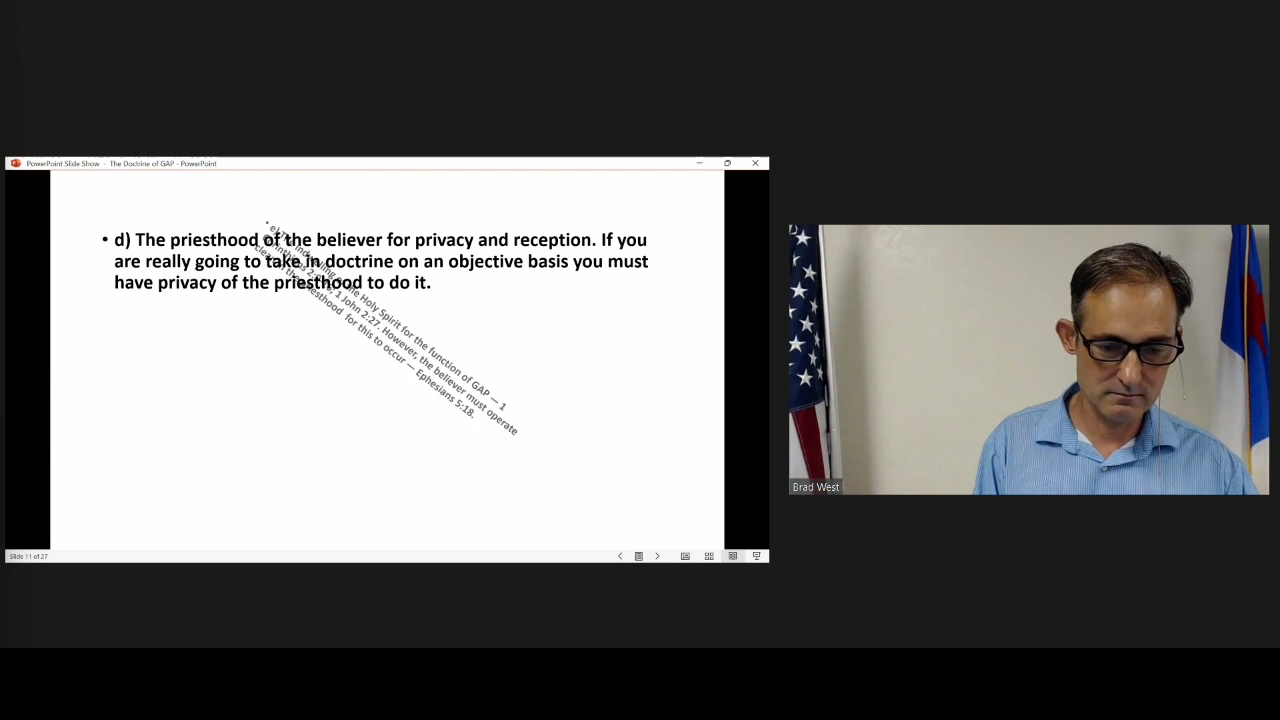 PowerPoint Slide Show - The Doctrine of GAP - PowerPoint
• d) The priesthood of the believer for privacy and reception. If you
are really going to take in doctrine on an objective basis you must
have privacy of the priesthood to do it.
• e) The indwelling of the Holy Spirit for the function of GAP — 1
2:27. However, the believer must operate
for this to occur — Ephesians 5:18.
Brad West
Slide 11 of 27